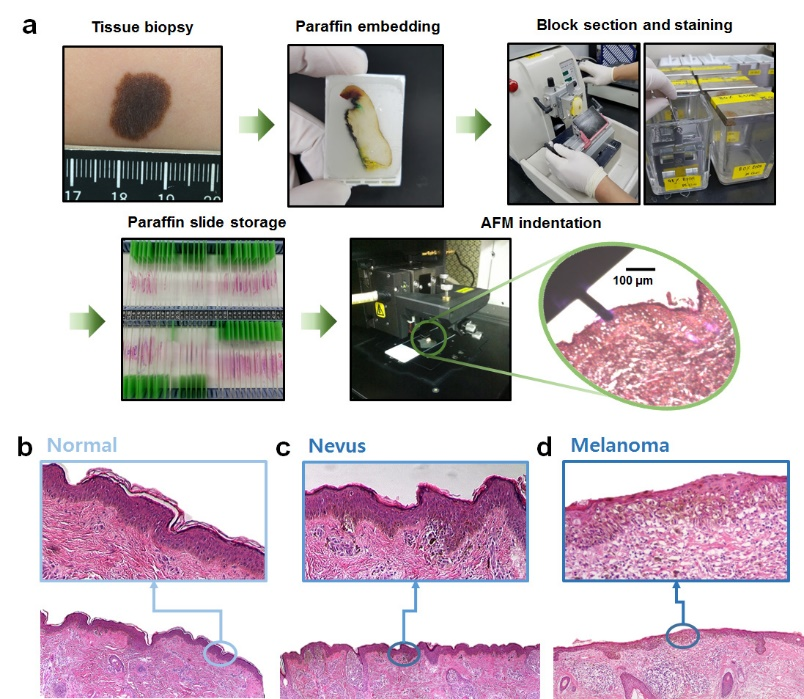 a
Tissue biopsy
Paraffin embedding
Block section and staining
17 18 19
Paraffin slide storage
AFM indentation
100 μm
b Normal
c Nevus
d Melanoma